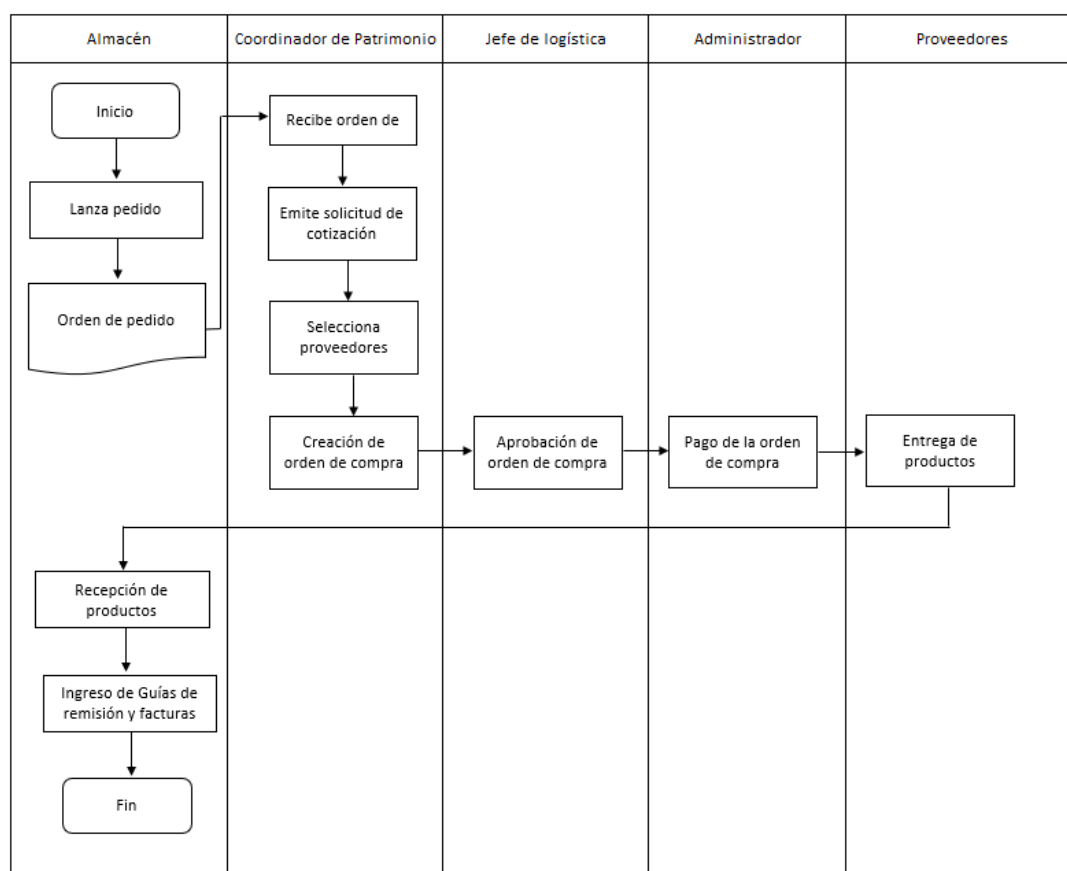 Almacén
Coordinador de Patrimonio
Jefe de logística
Administrador
Proveedores
Inicio
Lanza pedido
Orden de pedido
Recibe orden de
Emite solicitud de
cotización
Selecciona
proveedores
Creación de
orden de compra
Aprobación de
orden de compra
Pago de la orden
de compra
Entrega de
productos
Recepción de
productos
Ingreso de Guías de
remisión y facturas
Fin